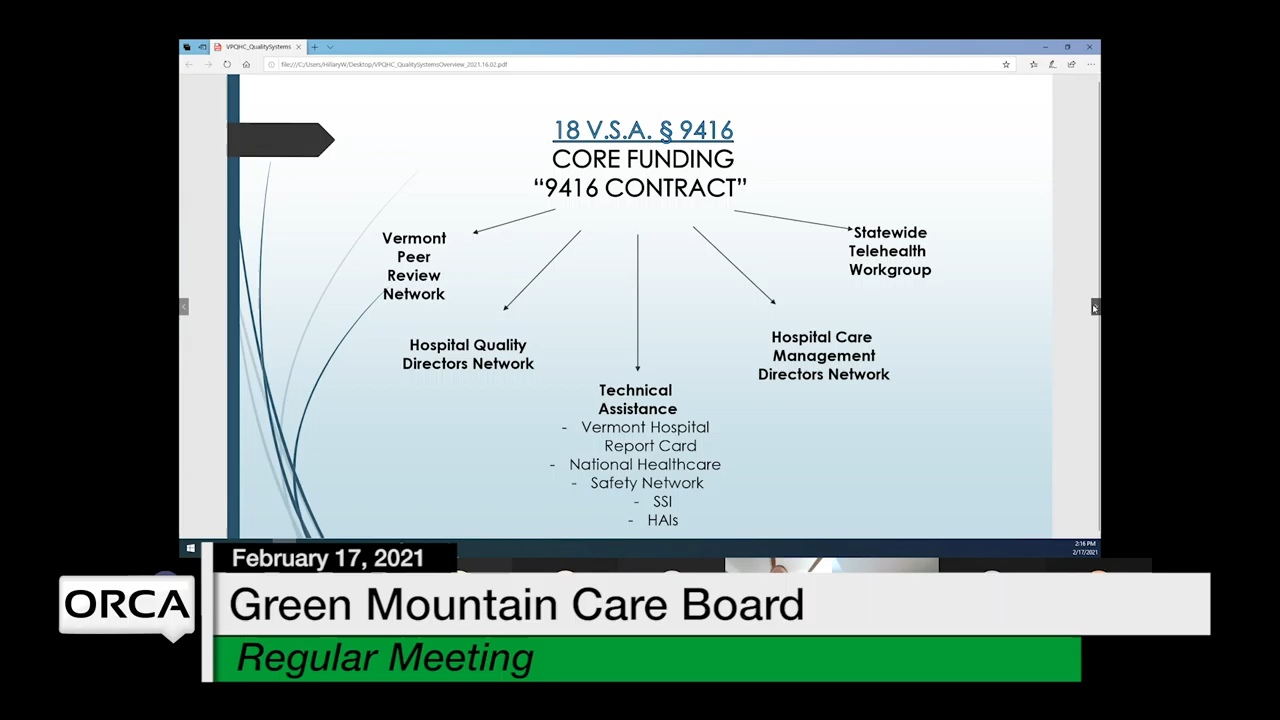 VPQHC_QualitySystems
file:///C:/Users/HillaryW/Desktop/VPQHC_QualitySystemsOverview_2021.16.02.pdf
18 V.S.A. § 9416
CORE FUNDING
“9416 CONTRACT”
Vermont
Peer
Review
Network
Hospital Quality
Directors Network
Technical
Assistance
- Vermont Hospital
Report Card
- National Healthcare
- Safety Network
- SSI
- HAIs
Hospital Care
Management
Directors Network
Statewide
Telehealth
Workgroup
2:16 PM
2/17/2021
February 17, 2021
ORCA
Green Mountain Care Board
Regular Meeting